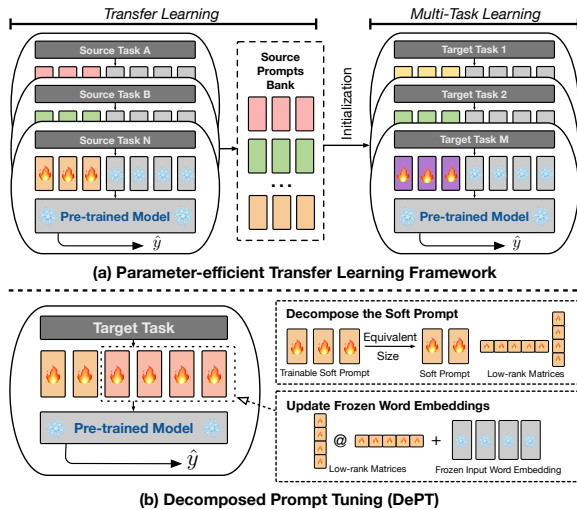 Transfer Learning
Multi-Task Learning
Source Task A
Source Task B
Source Task N
Pre-trained Model
ŷ
Source
Prompts
Bank
...
Initialization
Target Task 1
Target Task 2
Target Task M
Pre-trained Model
ŷ
(a) Parameter-efficient Transfer Learning Framework
Target Task
Pre-trained Model
ŷ
Decompose the Soft Prompt
Equivalent
Size
Trainable Soft Prompt
Soft Prompt
Low-rank Matrices
Update Frozen Word Embeddings
@
+
Low-rank Matrices
Frozen Input Word Embedding
(b) Decomposed Prompt Tuning (DePT)